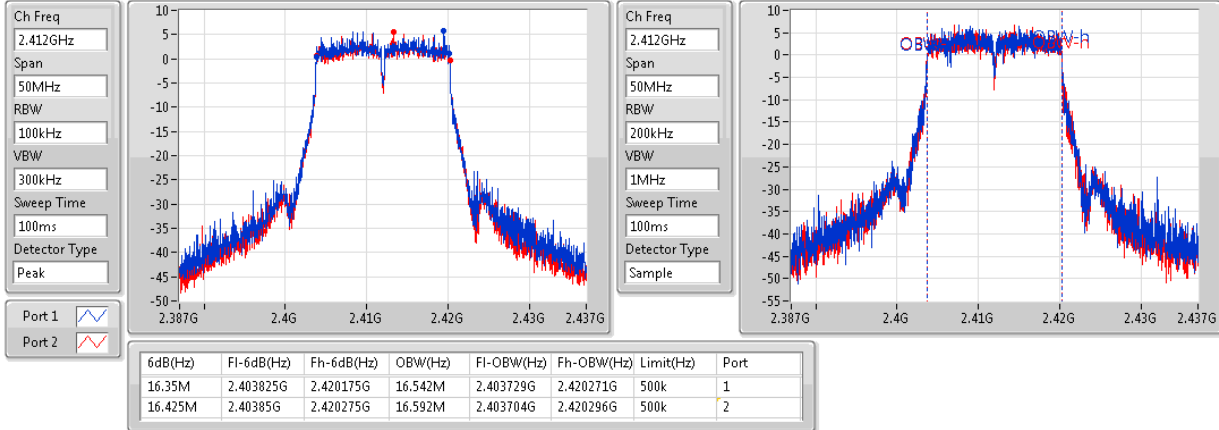 Ch Freq
2.412GHz
Span
50MHz
RBW
100kHz
VBW
300kHz
Sweep Time
100ms
Detector Type
Peak
Port 1
Port 2
10
5
0
-5
-10
-15
-20
-25
-30
-35
-40
-45
-50
2.387G 2.4G 2.41G 2.42G 2.437G
Ch Freq
2.412GHz
Span
50MHz
RBW
200kHz
VBW
1MHz
Sweep Time
100ms
Detector Type
Sample
10
5
0
-5
-10
-15
-20
-25
-30
-35
-40
-45
-50
-55
OBW-h
2.387G 2.4G 2.41G 2.42G 2.437G
6dB(Hz) Fl-6dB(Hz) Fh-6dB(Hz) OBW(Hz) Fl-OBW(Hz) Fh-OBW(Hz) Limit(Hz) Port
16.35M 2.403825G 2.420175G 16.542M 2.403729G 2.420271G 500k 1
16.425M 2.40385G 2.420275G 16.592M 2.403704G 2.420296G 500k 2